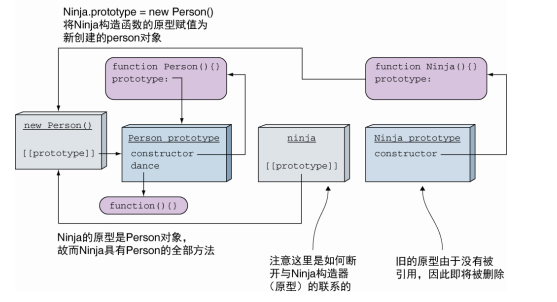 Ninja.prototype = new Person()
将Ninja构造函数的原型赋值为
新创建的person对象
function Person(){}
prototype:
function Ninja(){}
prototype:
new Person()
[[prototype]]
Person prototype
constructor
dance
ninja
[[prototype]]
Ninja prototype
constructor
function(){}
Ninja的原型是Person对象，
故而Ninja具有Person的全部方法
注意这里是如何断
开与Ninja构造器
（原型）的联系的
旧的原型由于没有被
引用，因此即将被删除